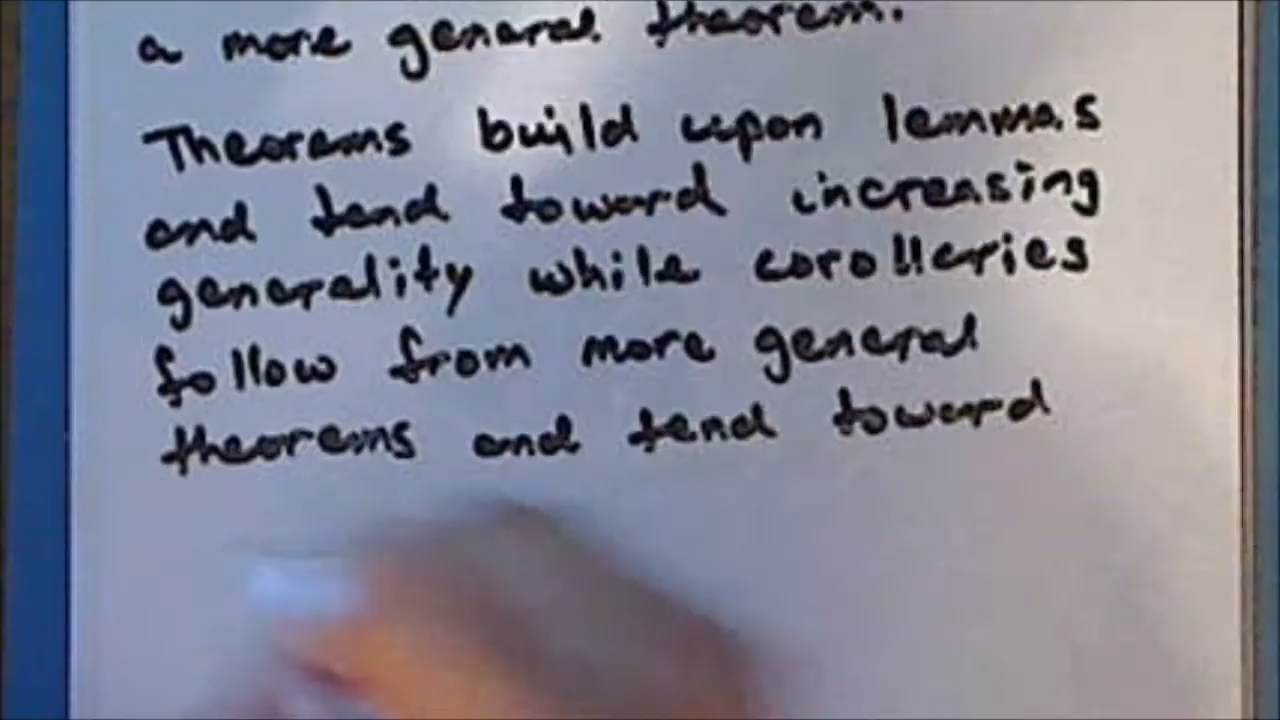 a more general theorem.
Theorems build upon lemmas
and tend toward increasing
generality while corolleries
follow from more general
theorems and tend toward